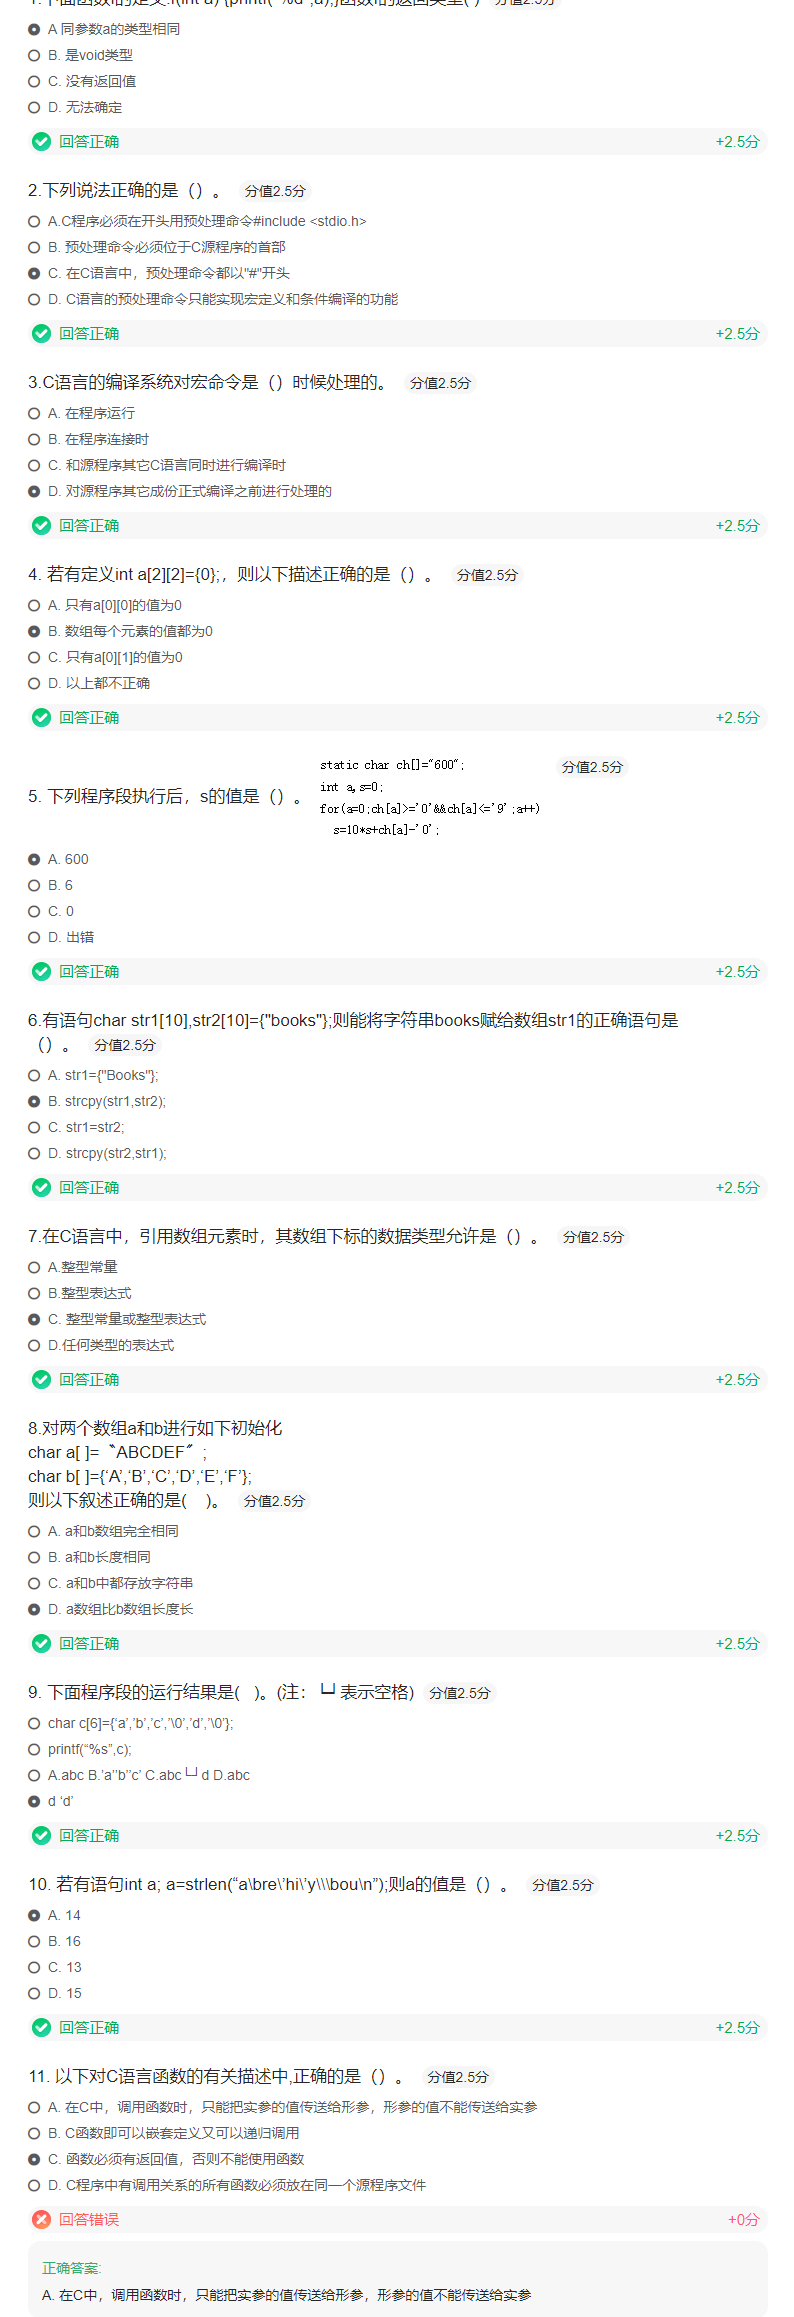 1.下面函数f的定义:f(int a) {printf("%d",a);}函数f的返回类型( ) 分值2.5分
A 同参数a的类型相同
B. 是void类型
C. 没有返回值
D. 无法确定
回答正确 +2.5分
2.下列说法正确的是（）。 分值2.5分
A.C程序必须在开头用预处理命令#include <stdio.h>
B. 预处理命令必须位于C源程序的首部
C. 在C语言中，预处理命令都以"#"开头
D. C语言的预处理命令只能实现宏定义和条件编译的功能
回答正确 +2.5分
3.C语言的编译系统对宏命令是（）时候处理的。 分值2.5分
A. 在程序运行
B. 在程序连接时
C. 和源程序其它C语言同时进行编译时
D. 对源程序其它成份正式编译之前进行处理的
回答正确 +2.5分
4. 若有定义int a[2][2]={0};，则以下描述正确的是（）。 分值2.5分
A. 只有a[0][0]的值为0
B. 数组每个元素的值都为0
C. 只有a[0][1]的值为0
D. 以上都不正确
回答正确 +2.5分
5. 下列程序段执行后，s的值是（）。 分值2.5分
static char ch[]="600";
int a,s=0;
for(a=0;ch[a]>='0'&&ch[a]<='9';a++)
s=10*s+ch[a]-'0';
A. 600
B. 6
C. 0
D. 出错
回答正确 +2.5分
6.有语句char str1[10],str2[10]={"books"};则能将字符串books赋给数组str1的正确语句是
（）。 分值2.5分
A. str1={"Books"};
B. strcpy(str1,str2);
C. str1=str2;
D. strcpy(str2,str1);
回答正确 +2.5分
7.在C语言中，引用数组元素时，其数组下标的数据类型允许是（）。 分值2.5分
A.整型常量
B.整型表达式
C. 整型常量或整型表达式
D.任何类型的表达式
回答正确 +2.5分
8.对两个数组a和b进行如下初始化
char a[ ]=〝ABCDEF〞;
char b[ ]={‘A’,‘B’,‘C’,‘D’,‘E’,‘F’};
则以下叙述正确的是( )。 分值2.5分
A. a和b数组完全相同
B. a和b长度相同
C. a和b中都存放字符串
D. a数组比b数组长度长
回答正确 +2.5分
9. 下面程序段的运行结果是( )。(注：└┘表示空格) 分值2.5分
char c[6]={‘a’,’b’,’c’,’\0’,’d’,’\0’};
printf(“%s”,c);
A.abc B.’a’’b’’c’ C.abc└┘d D.abc
d ‘d’
回答正确 +2.5分
10. 若有语句int a; a=strlen(“a\bre\’hi\’y\\\bou\n”);则a的值是（）。 分值2.5分
A. 14
B. 16
C. 13
D. 15
回答正确 +2.5分
11. 以下对C语言函数的有关描述中,正确的是（）。 分值2.5分
A. 在C中，调用函数时，只能把实参的值传送给形参，形参的值不能传送给实参
B. C函数即可以嵌套定义又可以递归调用
C. 函数必须有返回值，否则不能使用函数
D. C程序中有调用关系的所有函数必须放在同一个源程序文件
回答错误 +0分
正确答案:
A. 在C中，调用函数时，只能把实参的值传送给形参，形参的值不能传送给实参